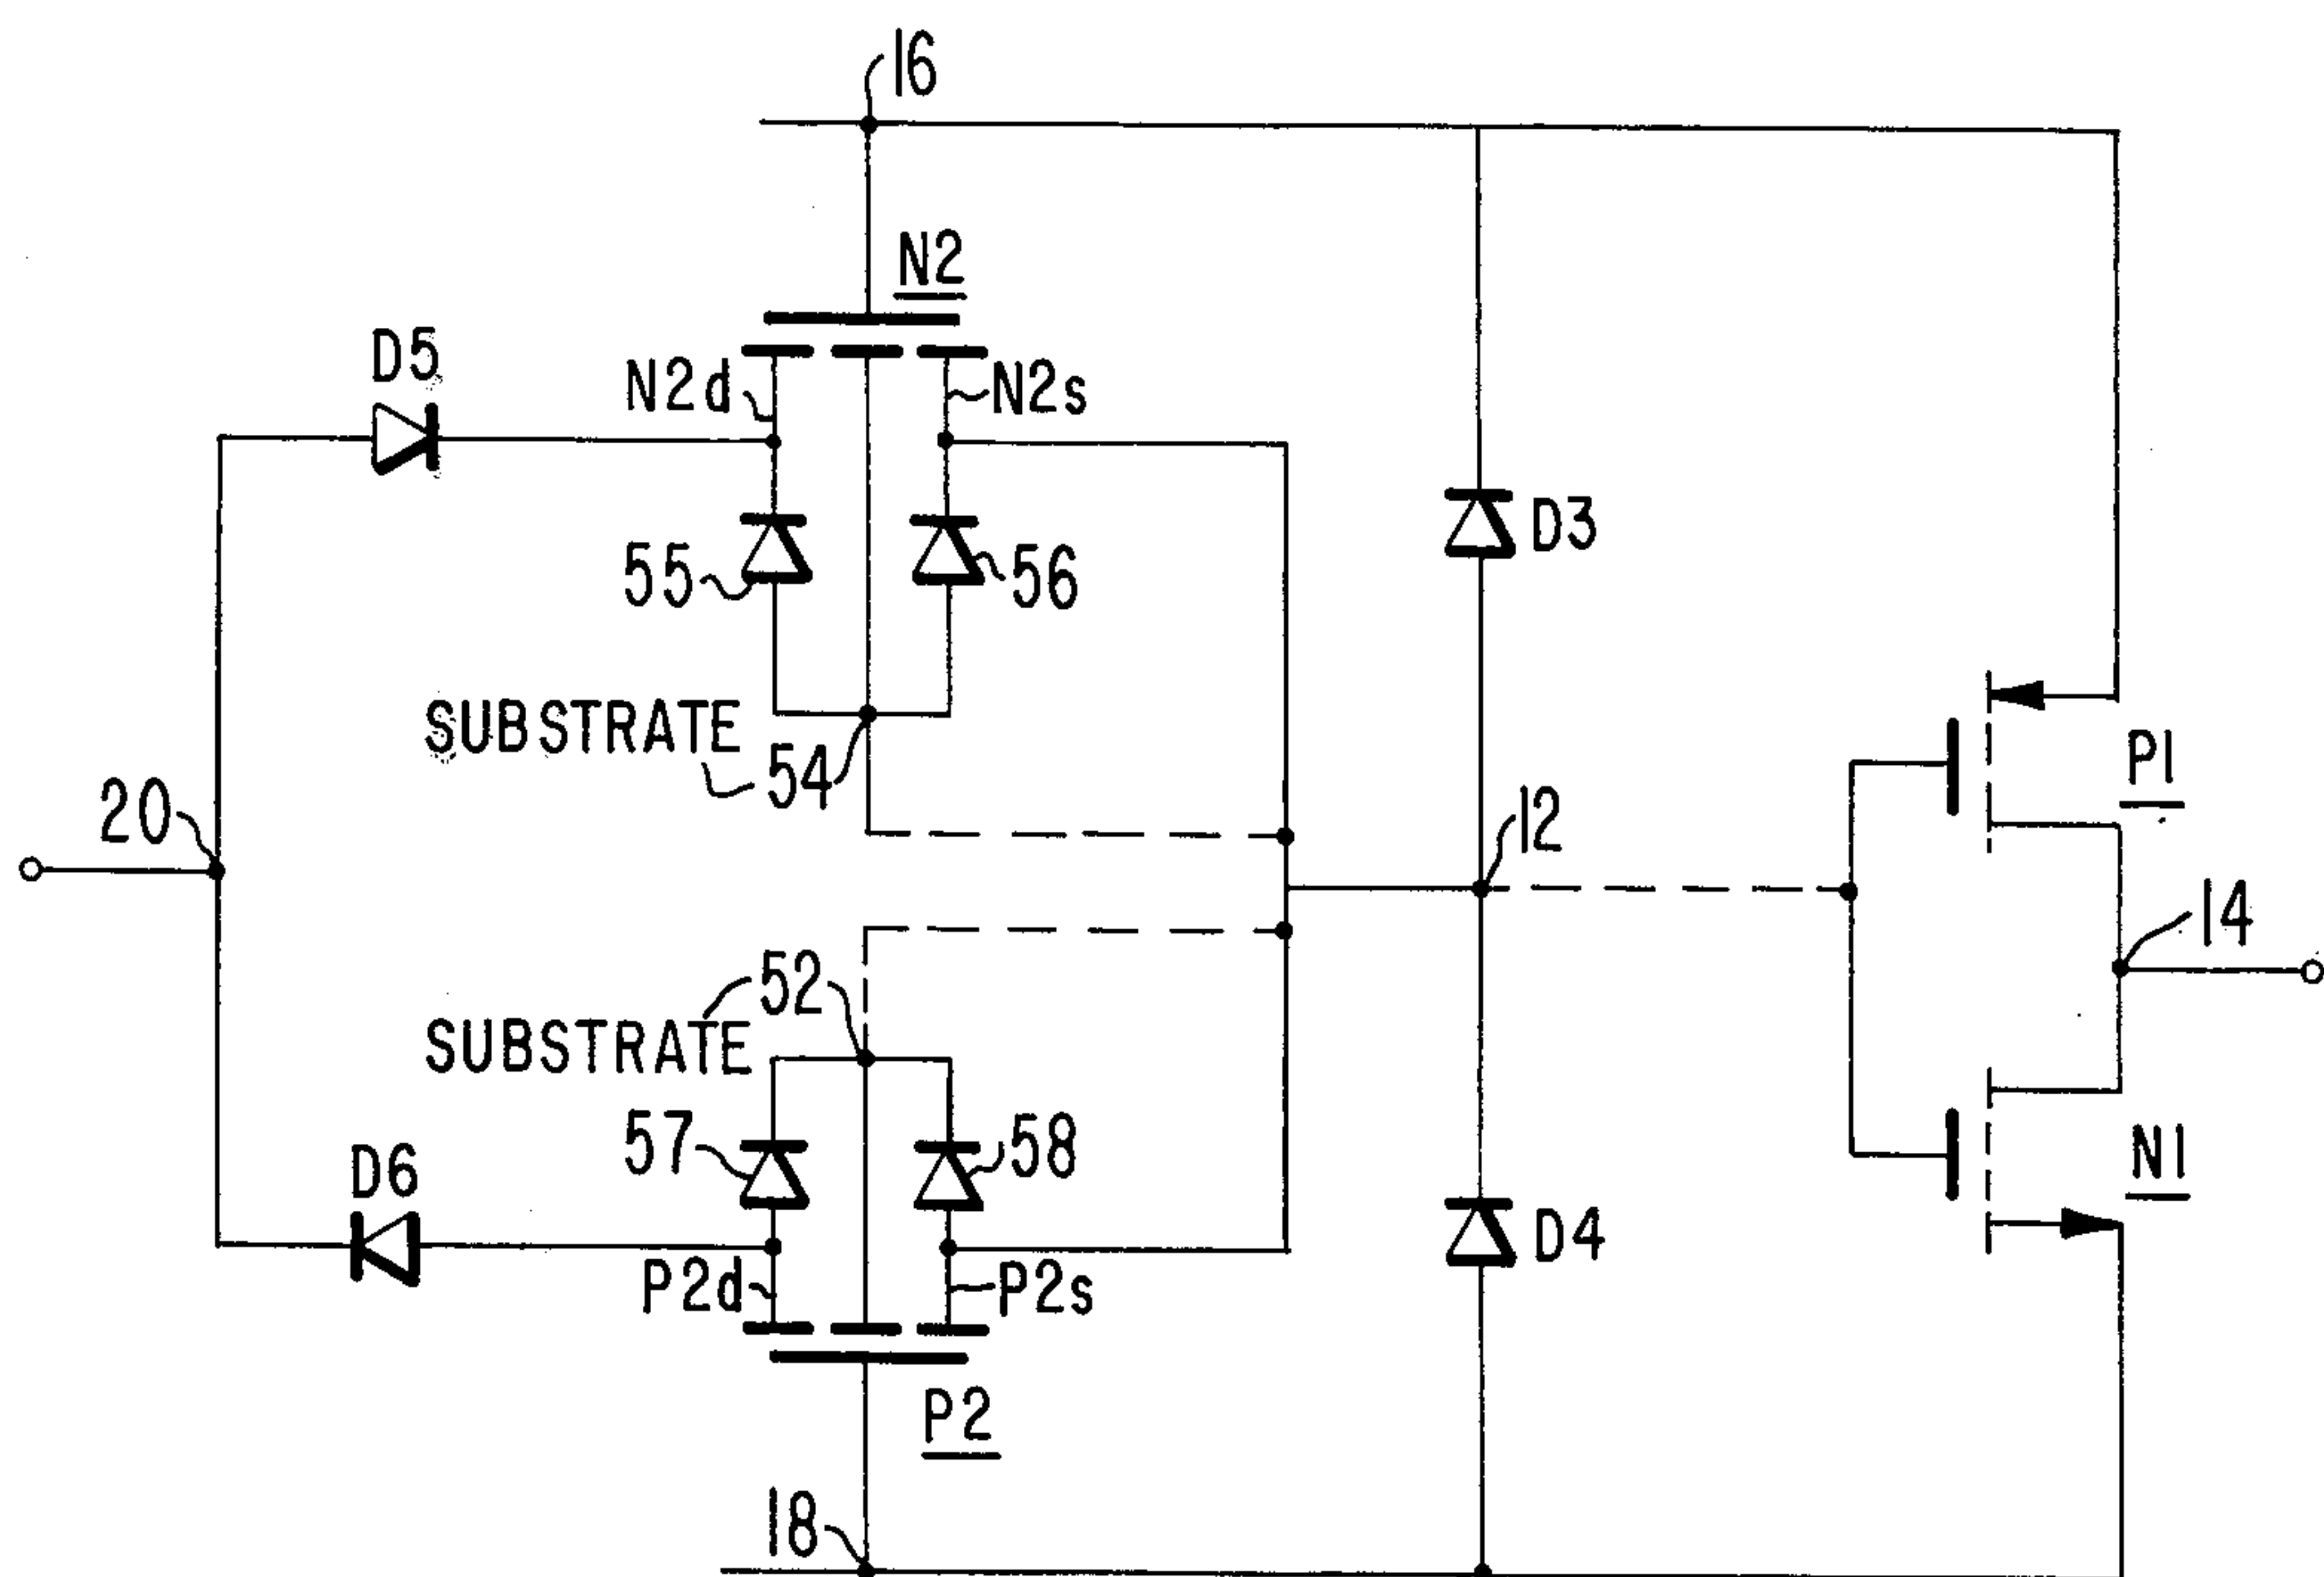 16
N2
D5
N2d
N2s
D3
55
56
SUBSTRATE
54
P1
20
12
14
52
SUBSTRATE
57
58
D6
N1
D4
P2d
P2s
P2
18